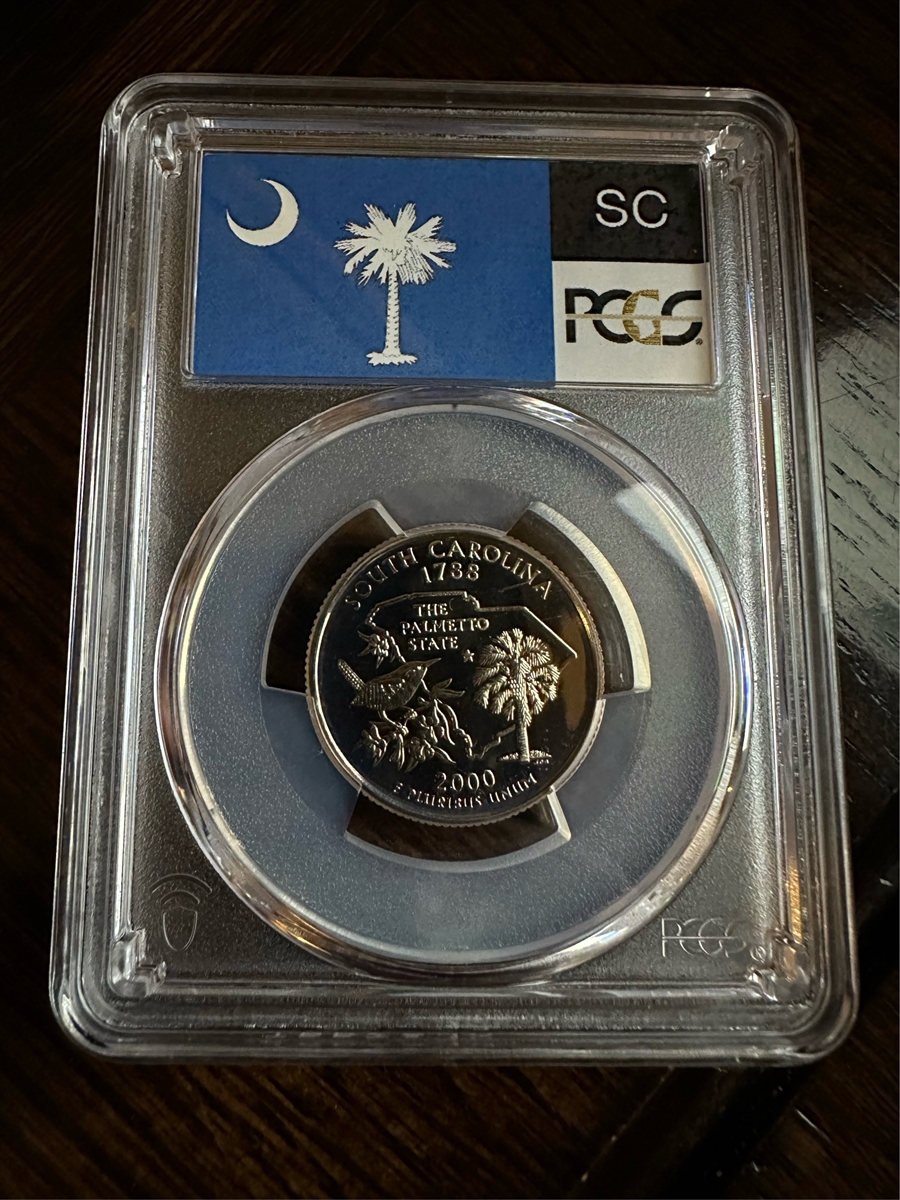 SC
PCGS
SOUTH CAROLINA
1788
THE
PALMETTO
STATE
2000
E PLURIBUS UNUM
PCGS